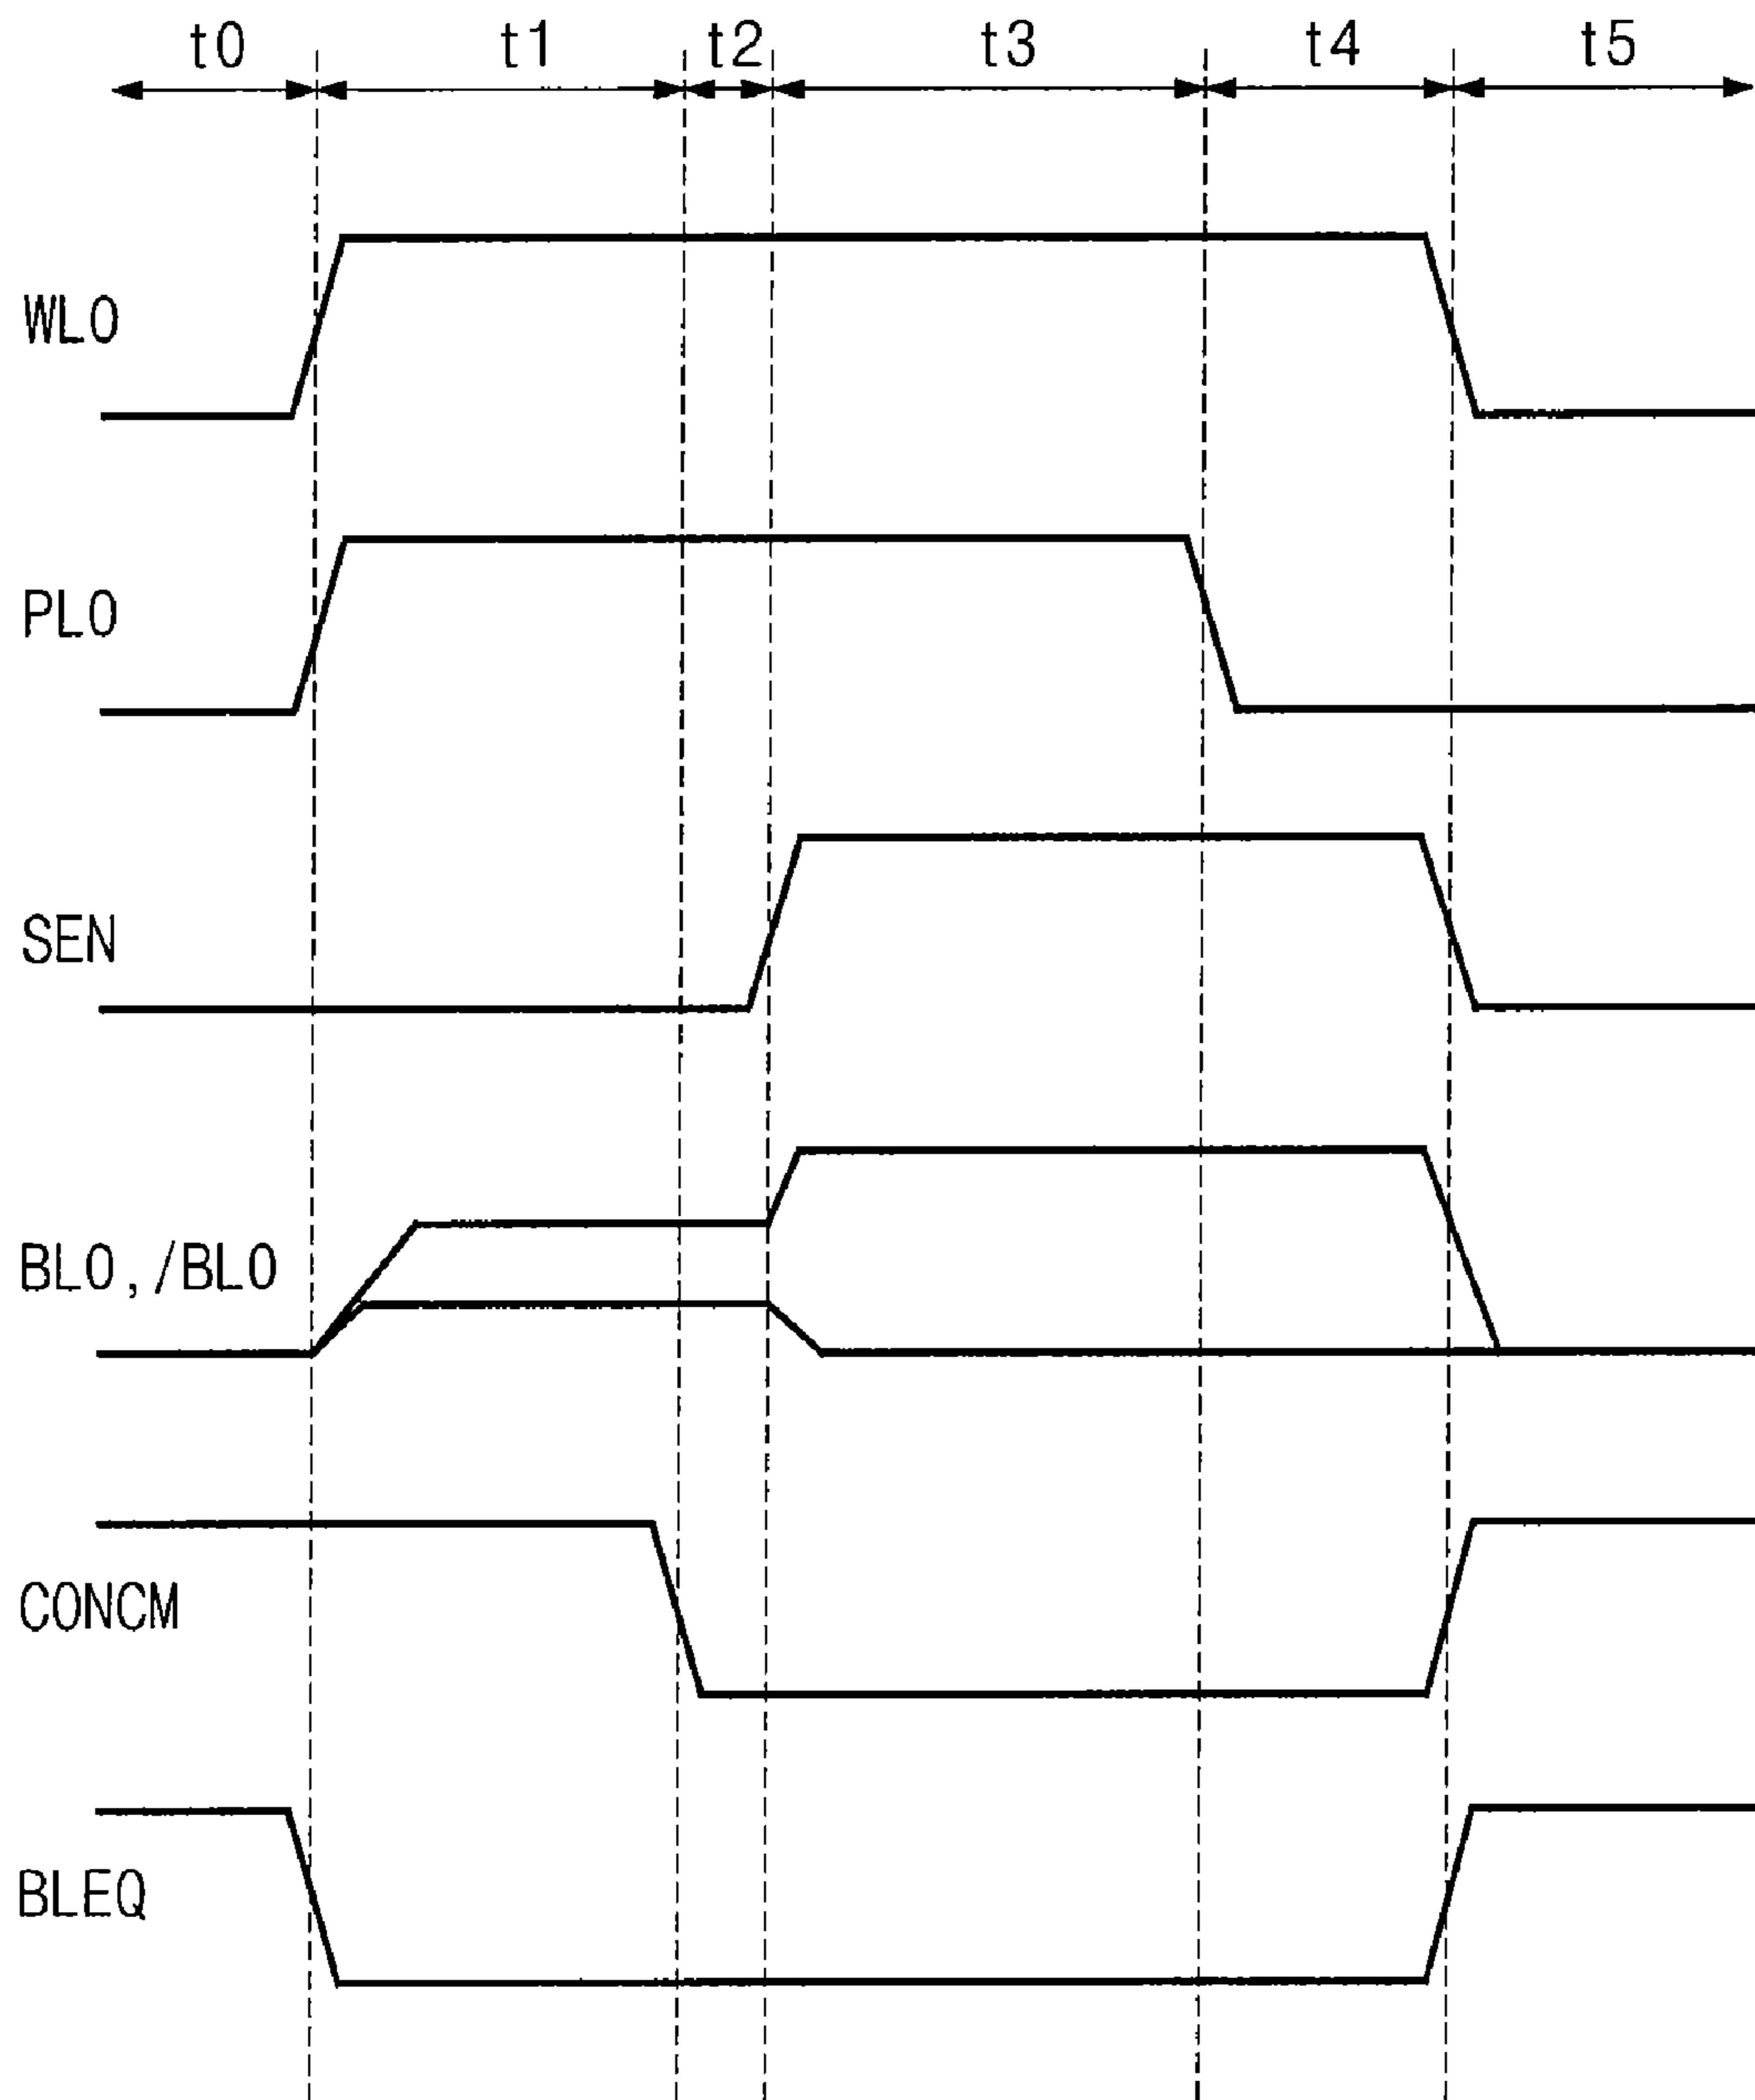 t0 t1 t2 t3 t4 t5
WL0
PL0
SEN
BL0,/BL0
CONCM
BLEQ